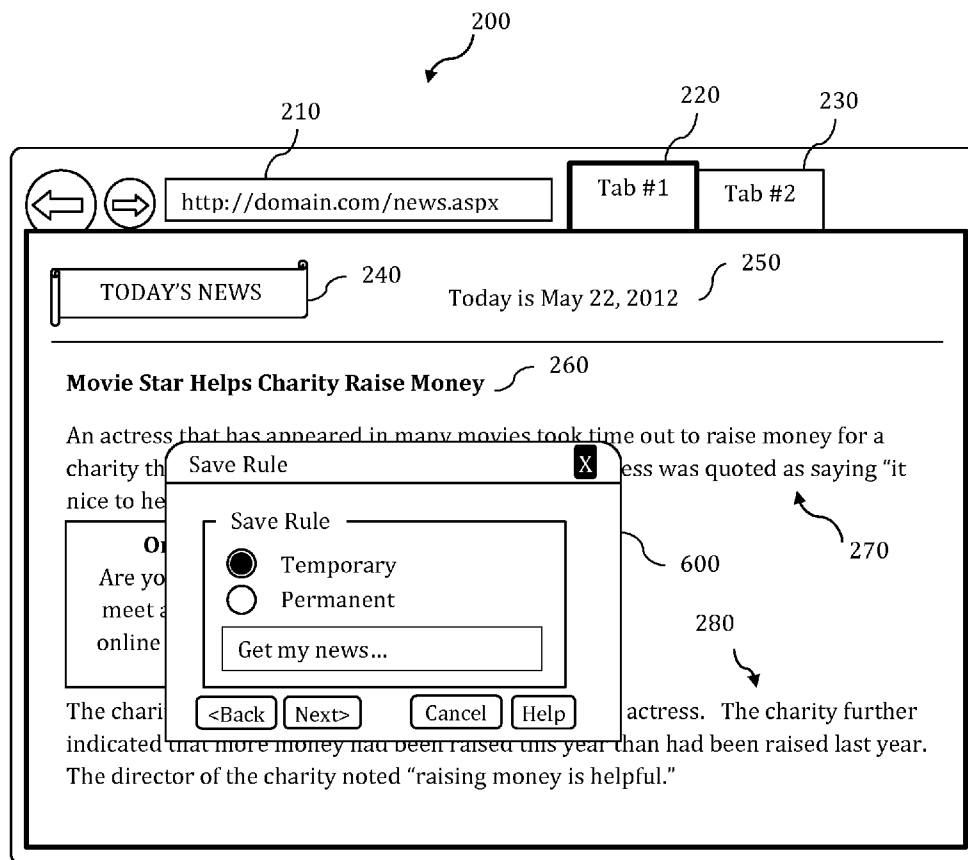 200
210
220
230
http://domain.com/news.aspx
Tab #1
Tab #2
TODAY'S NEWS
240
Today is May 22, 2012
250
Movie Star Helps Charity Raise Money
260
An actress that has appeared in many movies took time out to raise money for a
charity th ess was quoted as saying “it
nice to he
Save Rule
X
Save Rule
Temporary
Permanent
Get my news...
<Back
Next>
Cancel
Help
600
270
280
Or
Are yo
meet a
online
The chari actress. The charity further
indicated that more money had been raised this year than had been raised last year.
The director of the charity noted “raising money is helpful.”